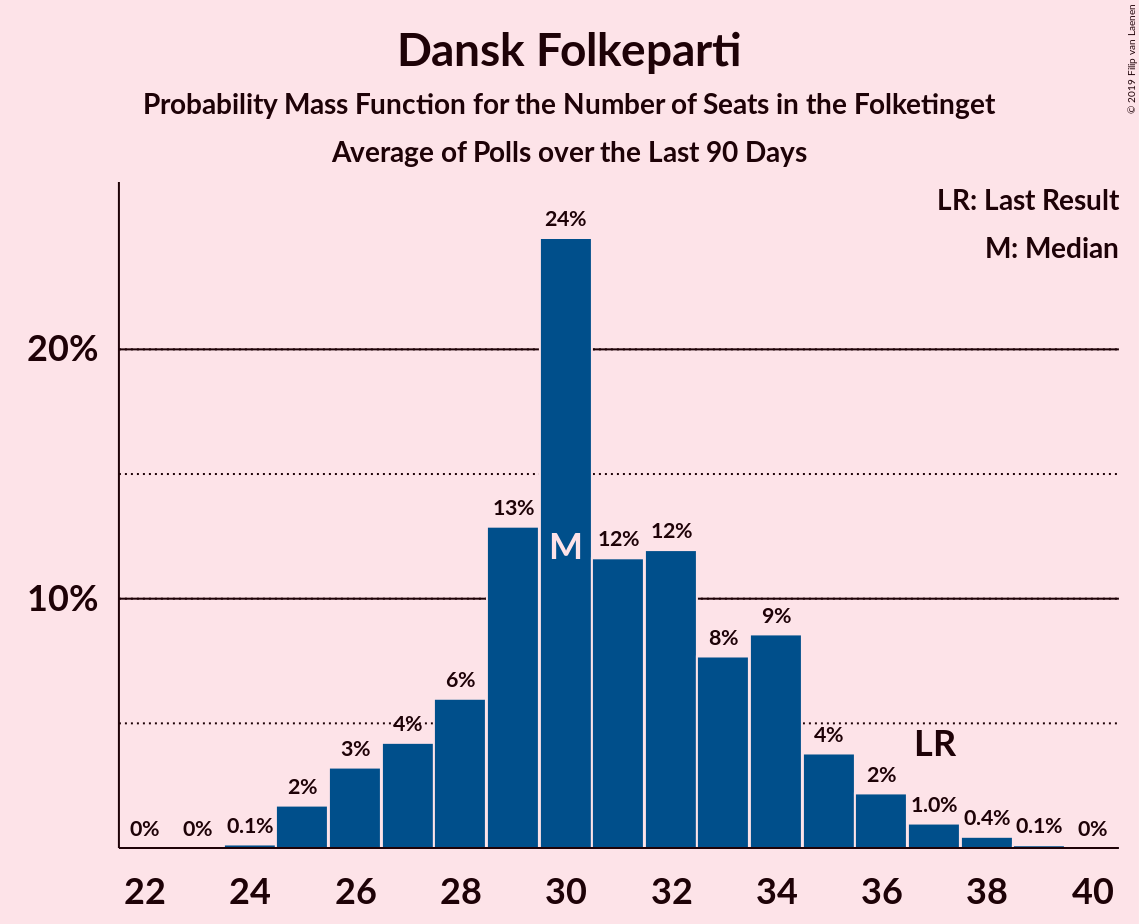 Dansk Folkeparti
Probability Mass Function for the Number of Seats in the Folketinget
Average of Polls over the Last 90 Days
© 2019 Filip van Laenen
LR: Last Result
M: Median
20%
10%
0%
0%
0.1%
2%
3%
4%
6%
13%
24%
M
12%
12%
8%
9%
4%
2%
LR
1.0%
0.4%
0.1%
0%
22 24 26 28 30 32 34 36 38 40